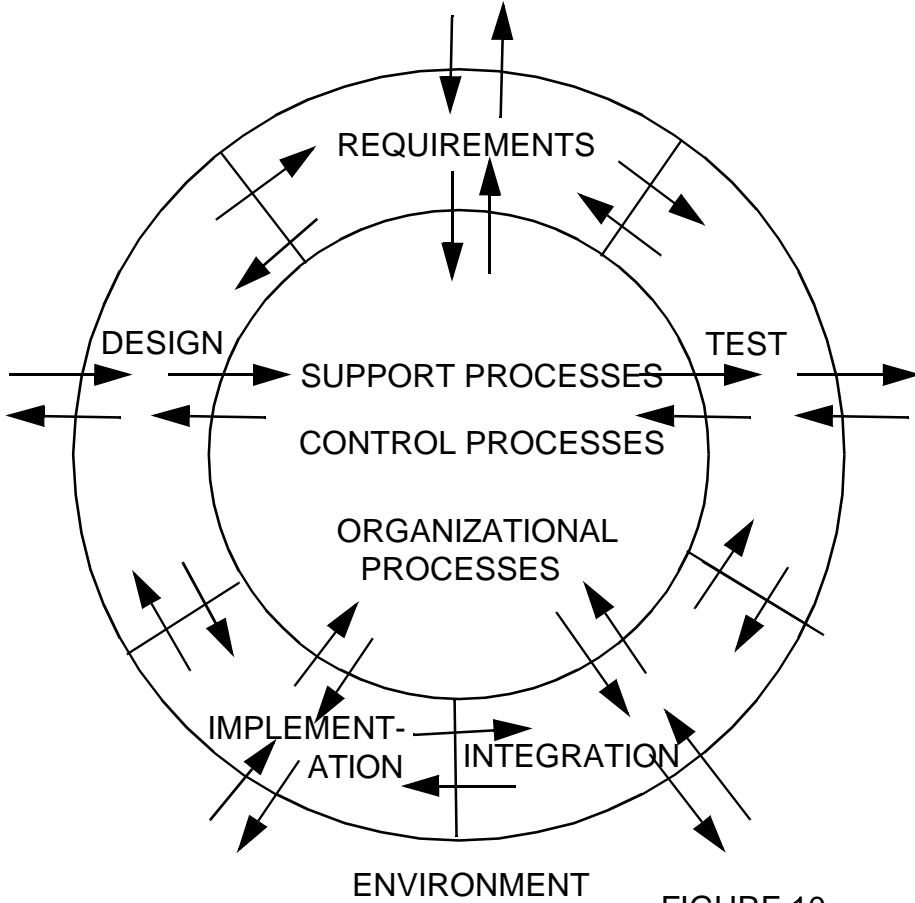 REQUIREMENTS
DESIGN
TEST
SUPPORT PROCESSES
CONTROL PROCESSES
ORGANIZATIONAL
PROCESSES
IMPLEMENT-
ATION
INTEGRATION
ENVIRONMENT
FIGURE 10